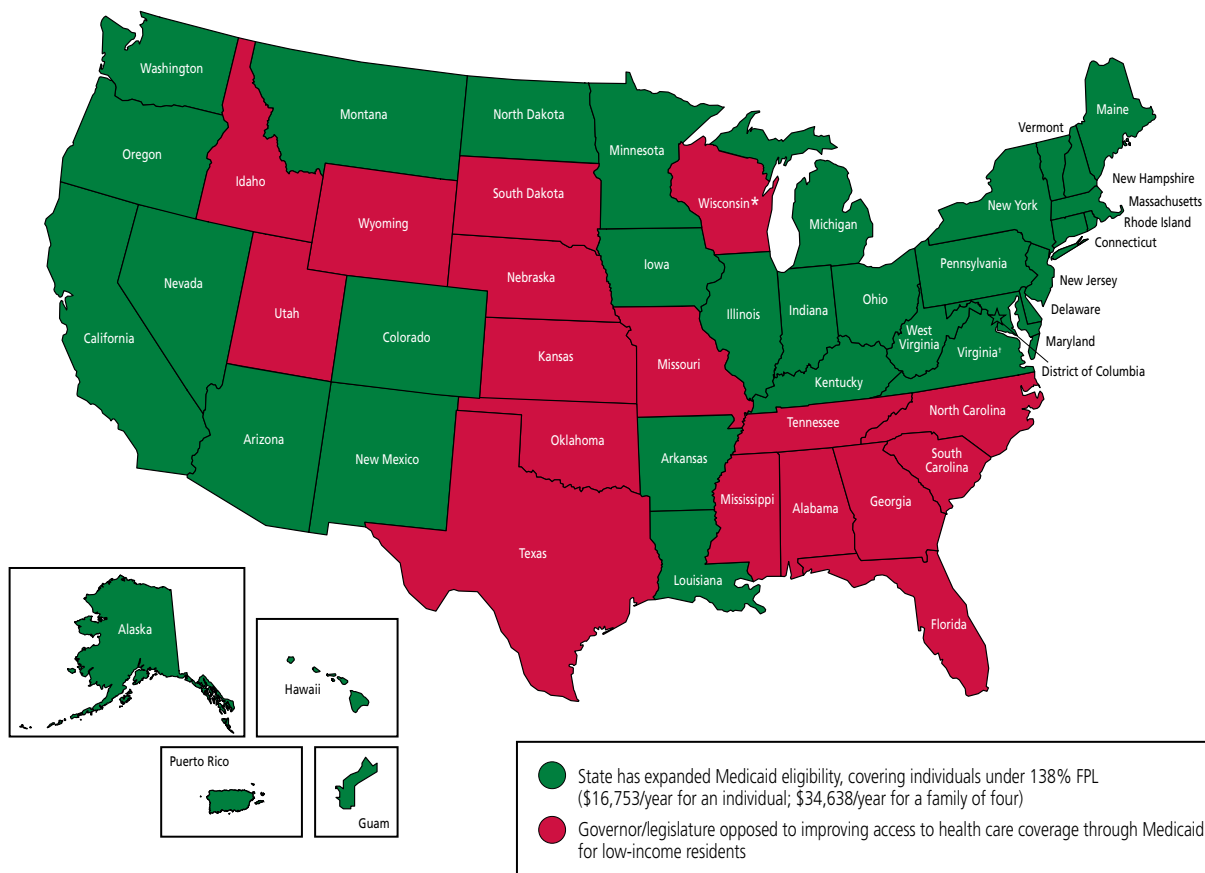 Washington
Montana
North Dakota
Minnesota
Maine
Vermont
Oregon
Idaho
Wyoming
South Dakota
Wisconsin*
Michigan
New York
New Hampshire
Massachusetts
Rhode Island
Connecticut
Nevada
Nebraska
Iowa
Pennsylvania
New Jersey
California
Utah
Colorado
Kansas
Missouri
Illinois
Indiana
Ohio
West
Virginia
Virginia†
Delaware
Maryland
District of Columbia
Kentucky
Arizona
New Mexico
Oklahoma
Arkansas
Tennessee
North Carolina
South
Carolina
Texas
Louisiana
Mississippi
Alabama
Georgia
Florida
Alaska
Hawaii
Puerto Rico
Guam
State has expanded Medicaid eligibility, covering individuals under 138% FPL
($16,753/year for an individual; $34,638/year for a family of four)
Governor/legislature opposed to improving access to health care coverage through Medicaid
for low-income residents